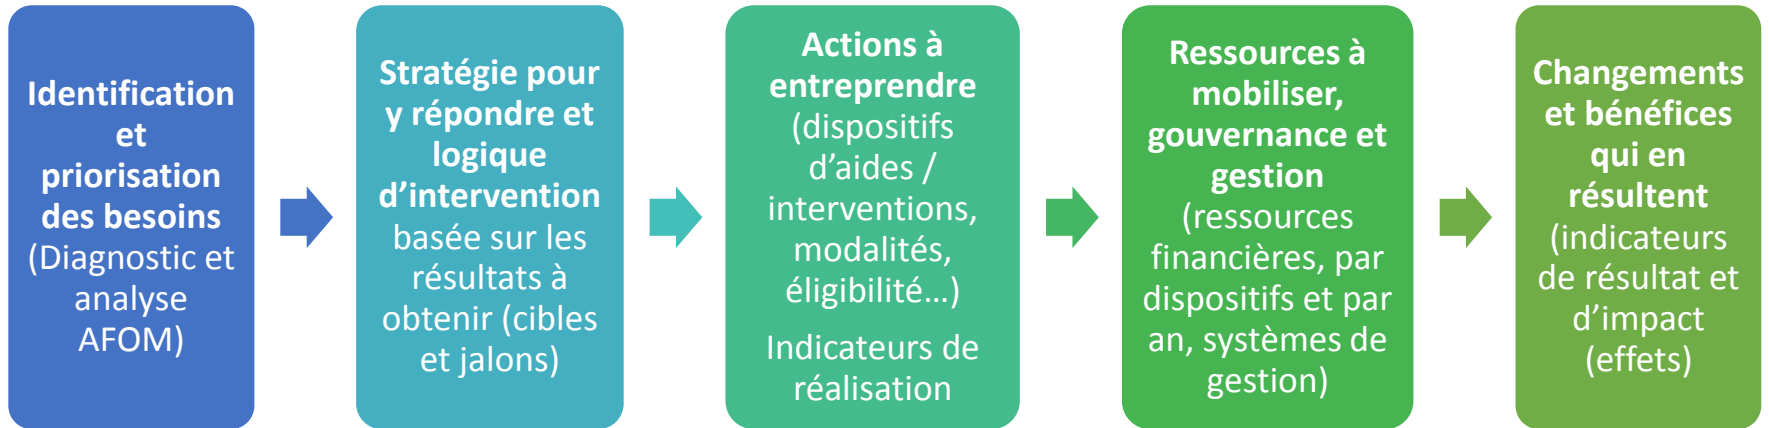 Identification
et
priorisation
des besoins
(Diagnostic et
analyse
AFOM)
Stratégie pour
y répondre et
logique
d’intervention
basée sur les
résultats à
obtenir (cibles
et jalons)
Actions à
entreprendre
(dispositifs
d’aides /
interventions,
modalités,
éligibilité…)
Indicateurs de
réalisation
Ressources à
mobiliser,
gouvernance et
gestion
(ressources
financières, par
dispositifs et par
an, systèmes de
gestion)
Changements
et bénéfices
qui en
résultent
(indicateurs
de résultat et
d’impact
(effets)